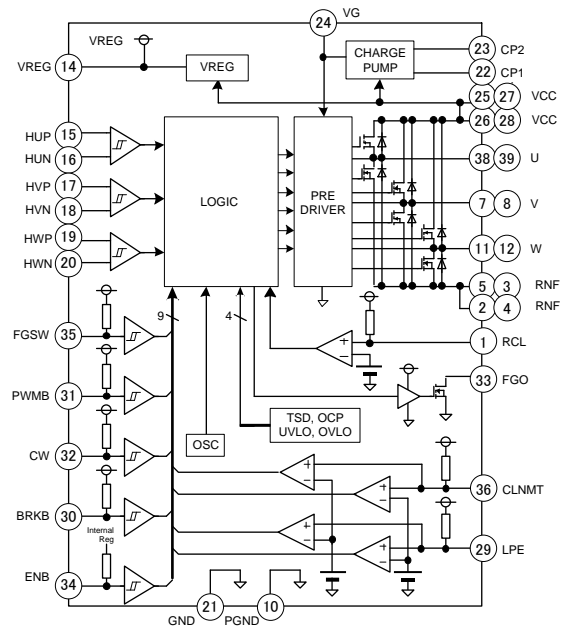 24 VG
VREG
VREG 14
VREG
CHARGE
PUMP
23 CP2
22 CP1
25 27 VCC
26 28 VCC
HUP 15
HUN 16
HVP 17
HVN 18
HWP 19
HWN 20
LOGIC
PRE
DRIVER
38 39 U
7 8 V
11 12 W
5 3 RNF
2 4 RNF
FGSW 35
9
4
+
−
1 RCL
33 FGO
PWMB 31
CW 32
OSC
TSD, OCP
UVLO, OVLO
BRKB 30
+
−
+
−
36 CLNMT
Internal
Reg
+
−
+
−
29 LPE
ENB 34
GND 21
PGND 10